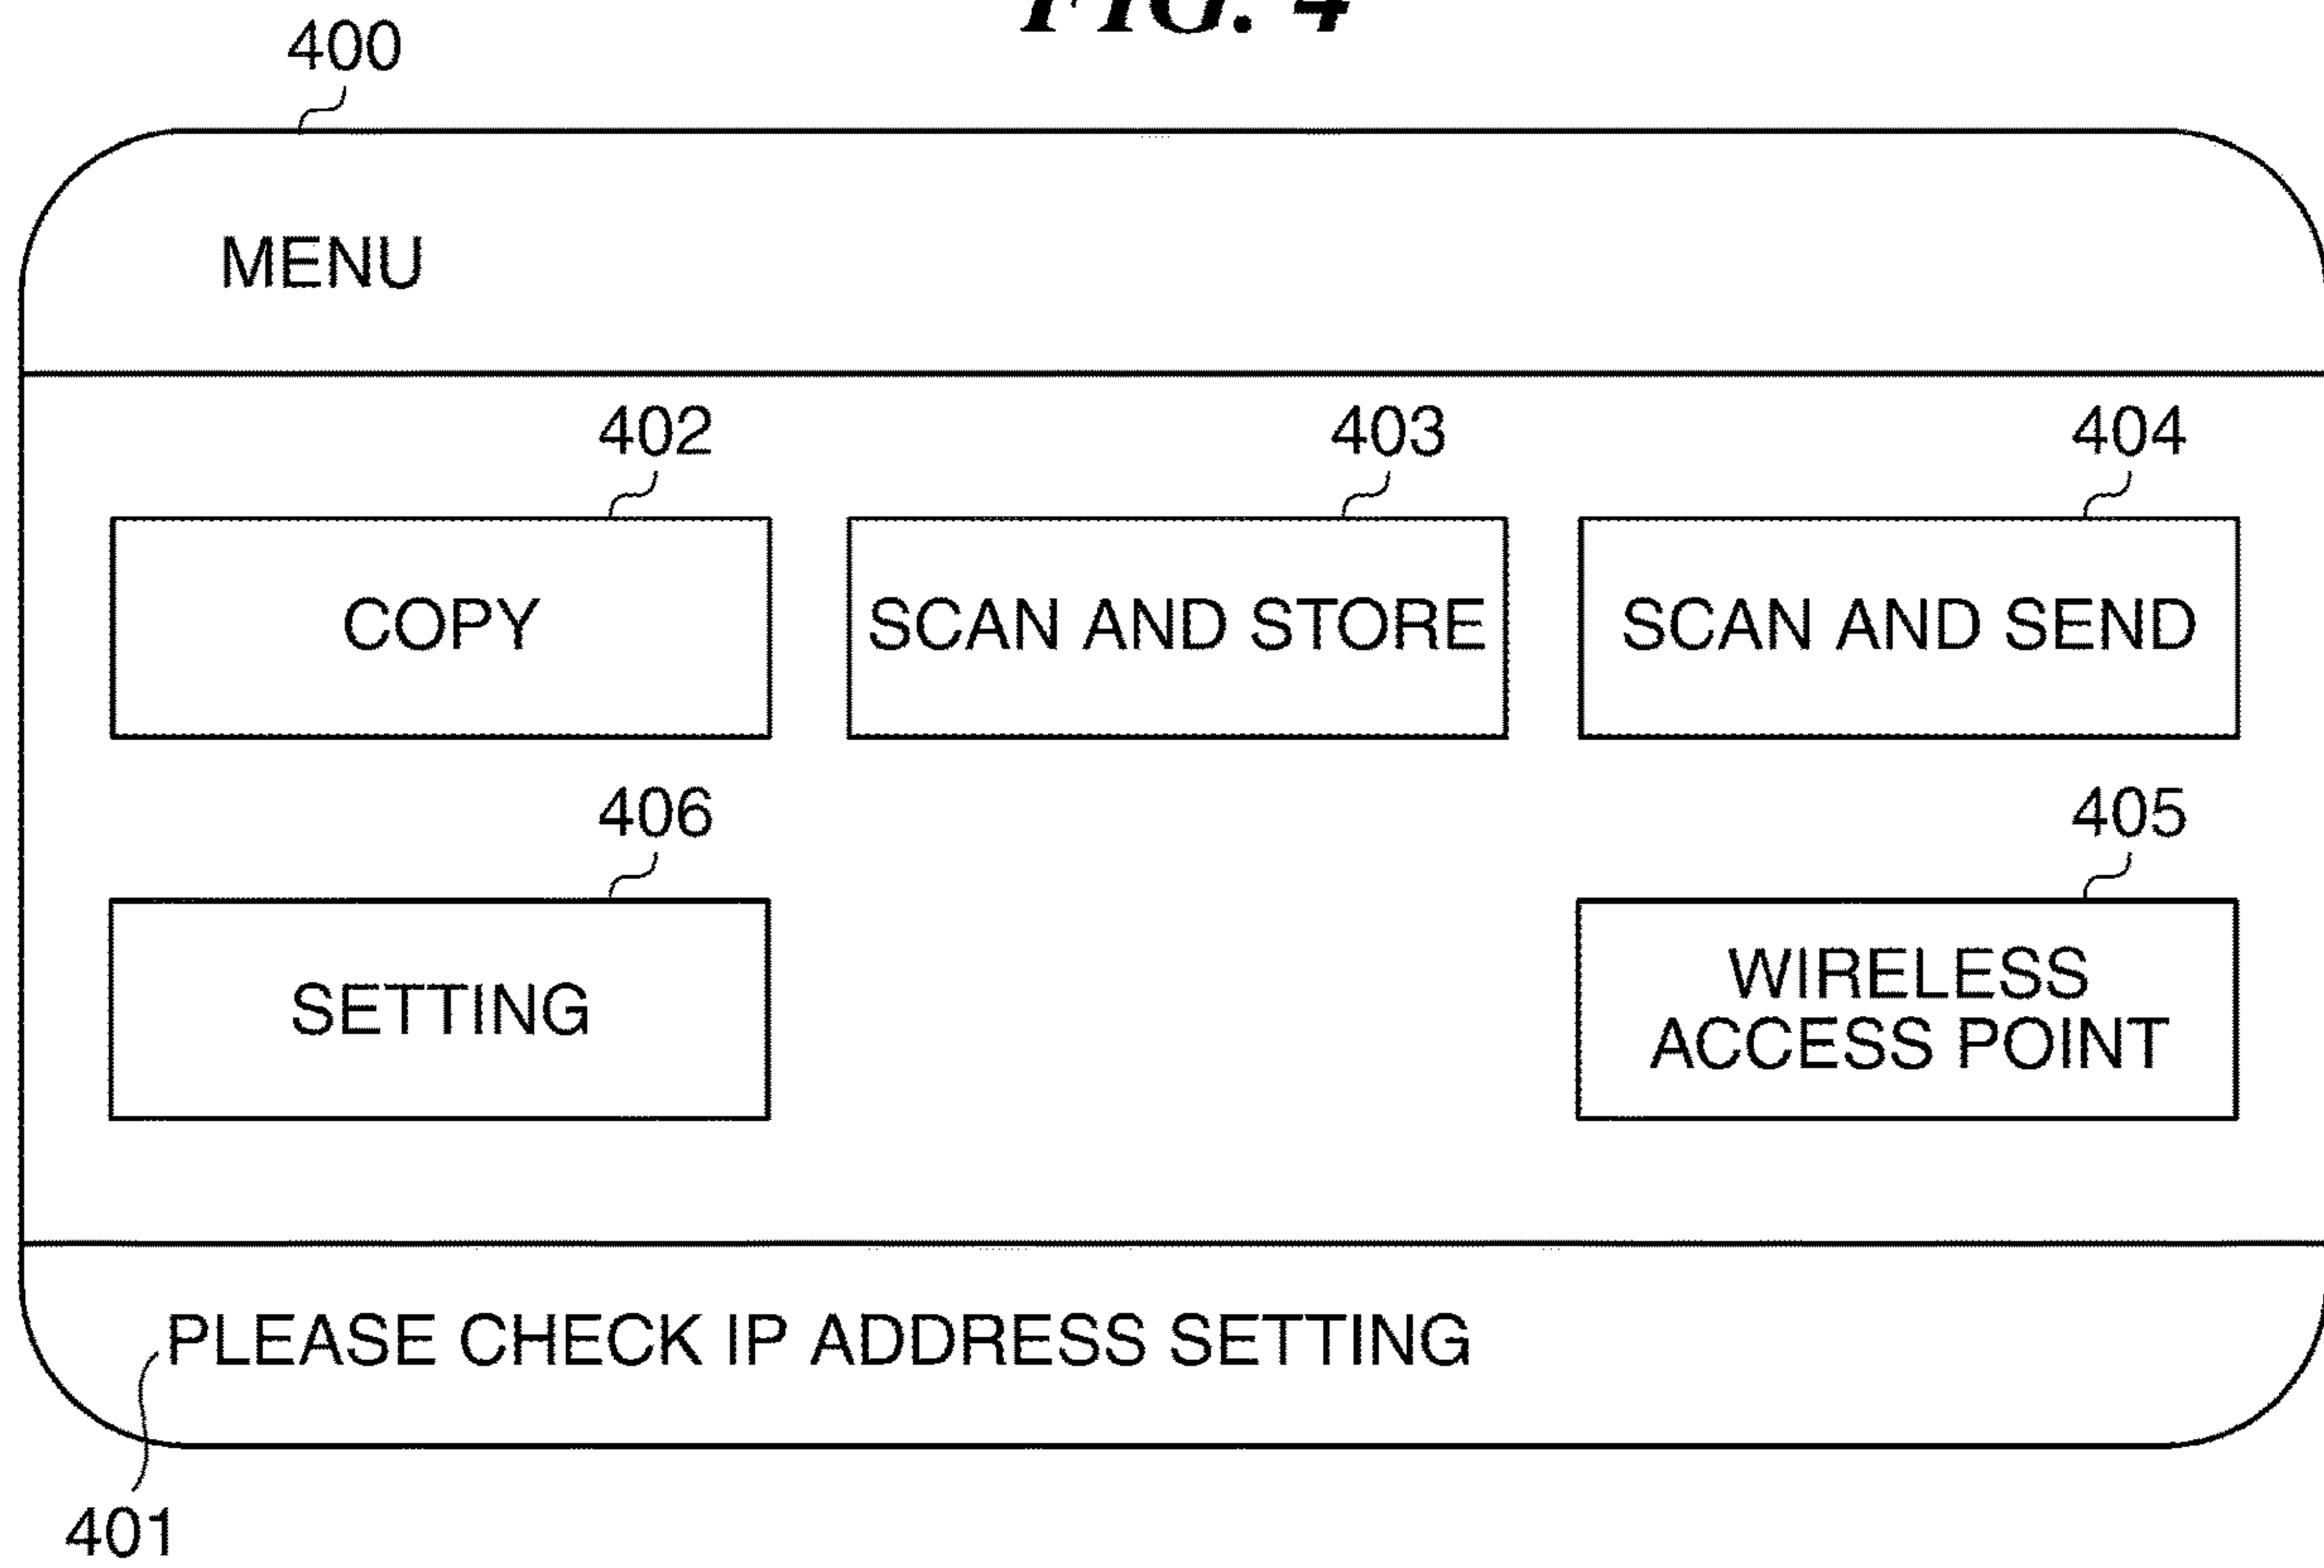 FIG. 4
400
MENU
402
403
404
COPY
SCAN AND STORE
SCAN AND SEND
406
405
SETTING
WIRELESS
ACCESS POINT
PLEASE CHECK IP ADDRESS SETTING
401